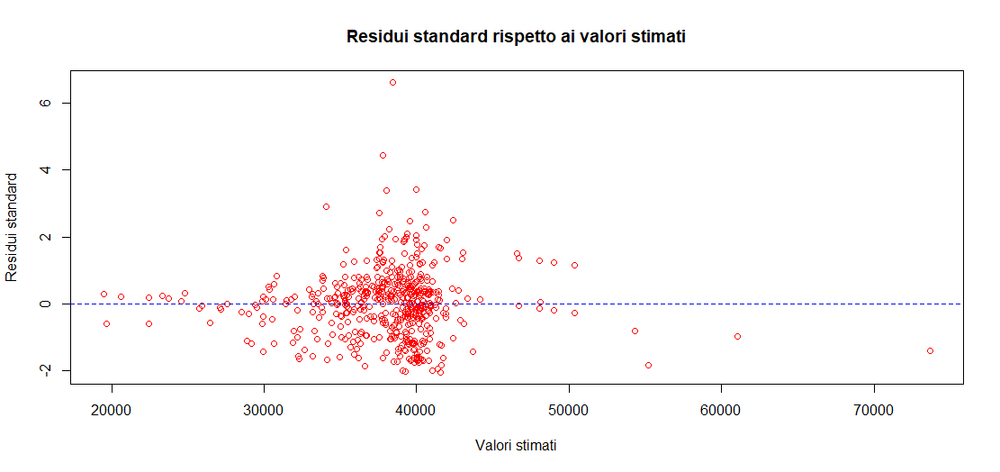 Residui standard rispetto ai valori stimati
Residui standard
6
4
2
0
-2
20000 30000 40000 50000 60000 70000
Valori stimati